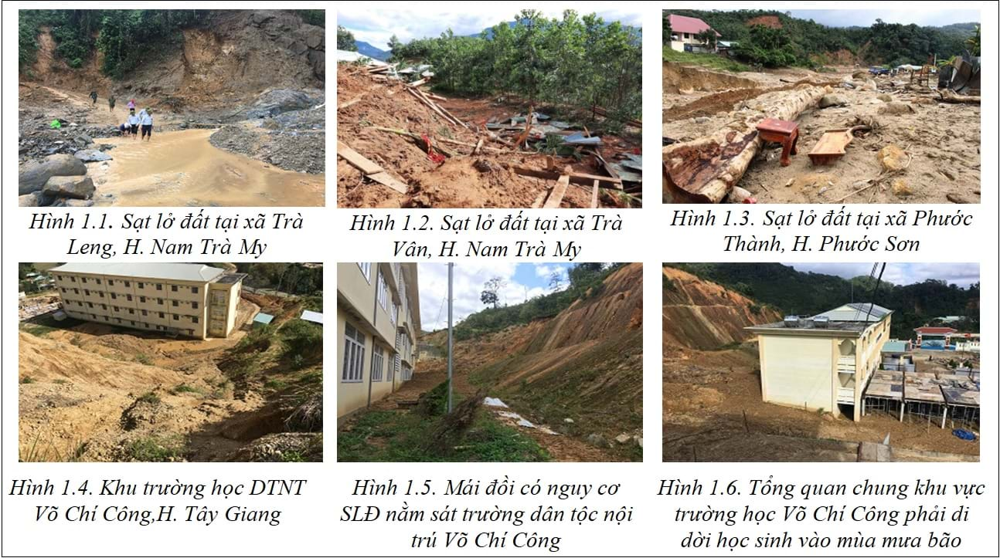 Hình 1.1. Sạt lở đất tại xã Trà
Leng, H. Nam Trà My
Hình 1.2. Sạt lở đất tại xã Trà
Vân, H. Nam Trà My
Hình 1.3. Sạt lở đất tại xã Phước
Thành, H. Phước Sơn
Hình 1.4. Khu trường học DTNT
Võ Chí Công,H. Tây Giang
Hình 1.5. Mái đồi có nguy cơ
SLĐ nằm sát trường dân tộc nội
trú Võ Chí Công
Hình 1.6. Tổng quan chung khu vực
trường học Võ Chí Công phải di
dời học sinh vào mùa mưa bão